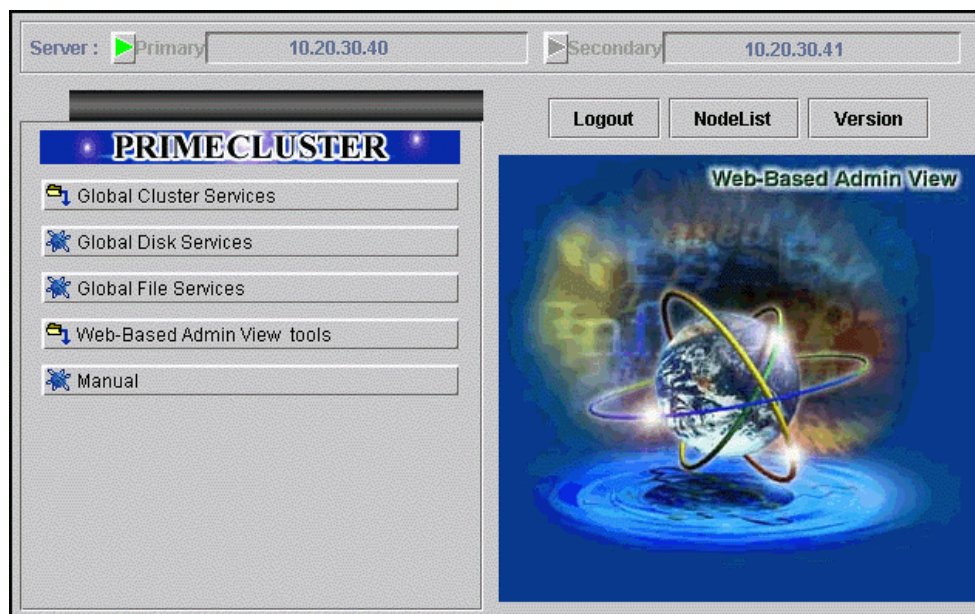 Server : Primary 10.20.30.40 Secondary 10.20.30.41
Logout NodeList Version
PRIMECLUSTER
Global Cluster Services
Global Disk Services
Global File Services
Web-Based Admin View tools
Manual
Web-Based Admin View